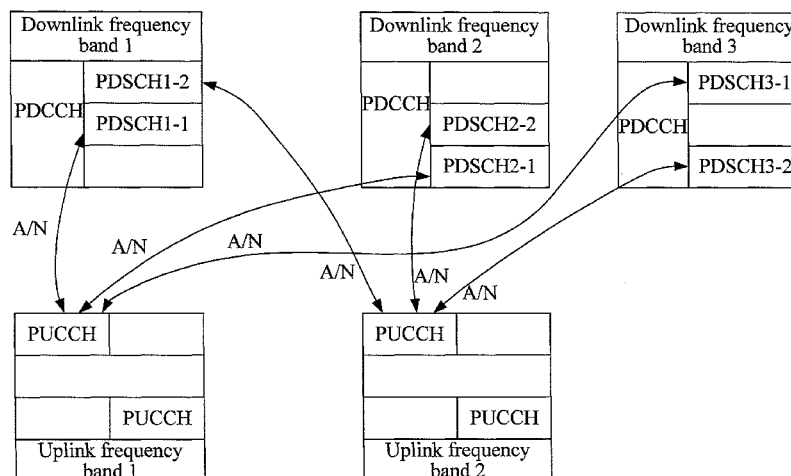 Downlink frequency
band 1
Downlink frequency
band 2
Downlink frequency
band 3
PDCCH
PDSCH1-2
PDSCH1-1
PDCCH
PDSCH2-2
PDSCH2-1
PDCCH
PDSCH3-1
PDSCH3-2
A/N
A/N
A/N
A/N
A/N
A/N
PUCCH
PUCCH
Uplink frequency
band 1
PUCCH
PUCCH
Uplink frequency
band 2